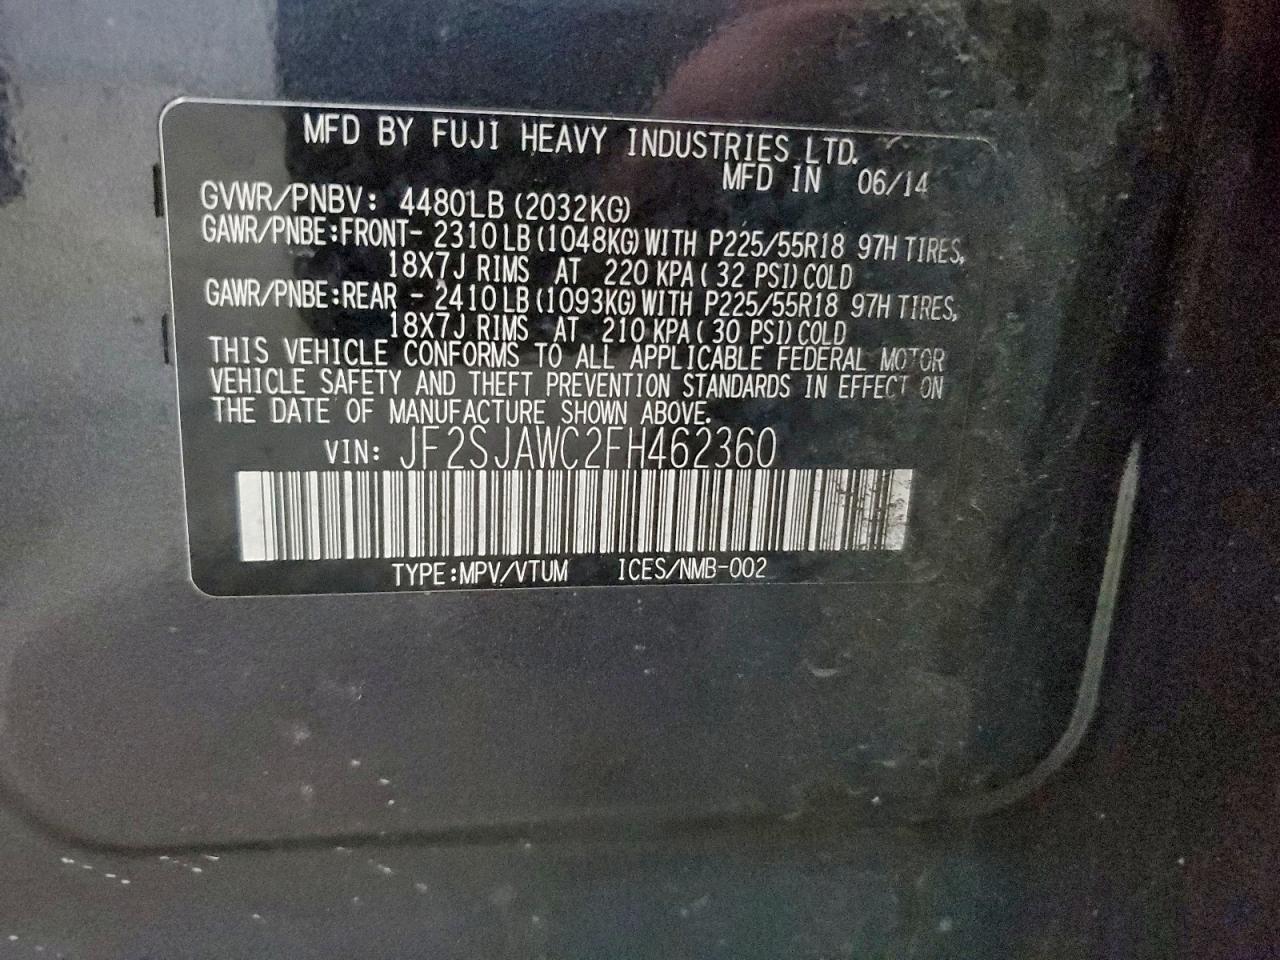 MFD BY FUJI HEAVY INDUSTRIES LTD.
MFD IN 06/14
GVWR/PNBV: 4480LB (2032KG)
GAWR/PNBE:FRONT- 2310 LB (1048KG) WITH P225/55R18 97H TIRES,
18X7J RIMS AT 220 KPA ( 32 PSI) COLD
GAWR/PNBE:REAR - 2410 LB (1093KG) WITH P225/55R18 97H TIRES,
18X7J RIMS AT 210 KPA ( 30 PSI) COLD
THIS VEHICLE CONFORMS TO ALL APPLICABLE FEDERAL MOTOR
VEHICLE SAFETY AND THEFT PREVENTION STANDARDS IN EFFECT ON
THE DATE OF MANUFACTURE SHOWN ABOVE.
VIN: JF2SJAWC2FH462360
TYPE:MPV/VTUM ICES/NMB-002